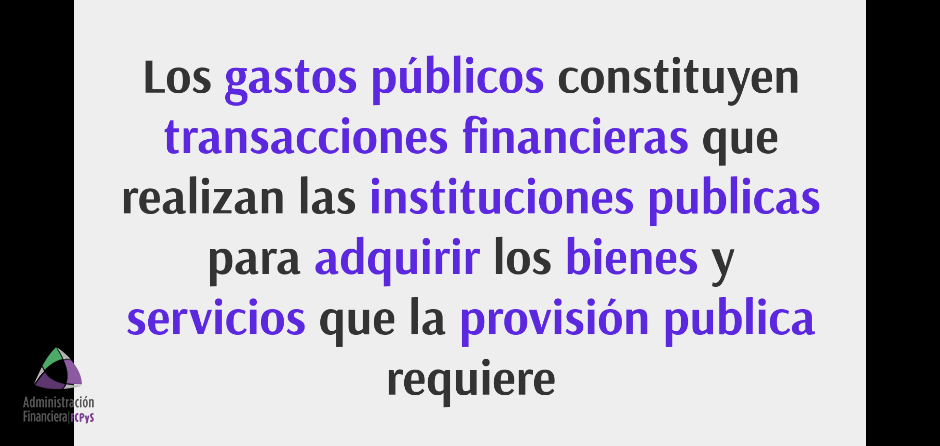 Los gastos públicos constituyen
transacciones financieras que
realizan las instituciones publicas
para adquirir los bienes y
servicios que la provisión publica
requiere
Administración
Financiera|FCPyS